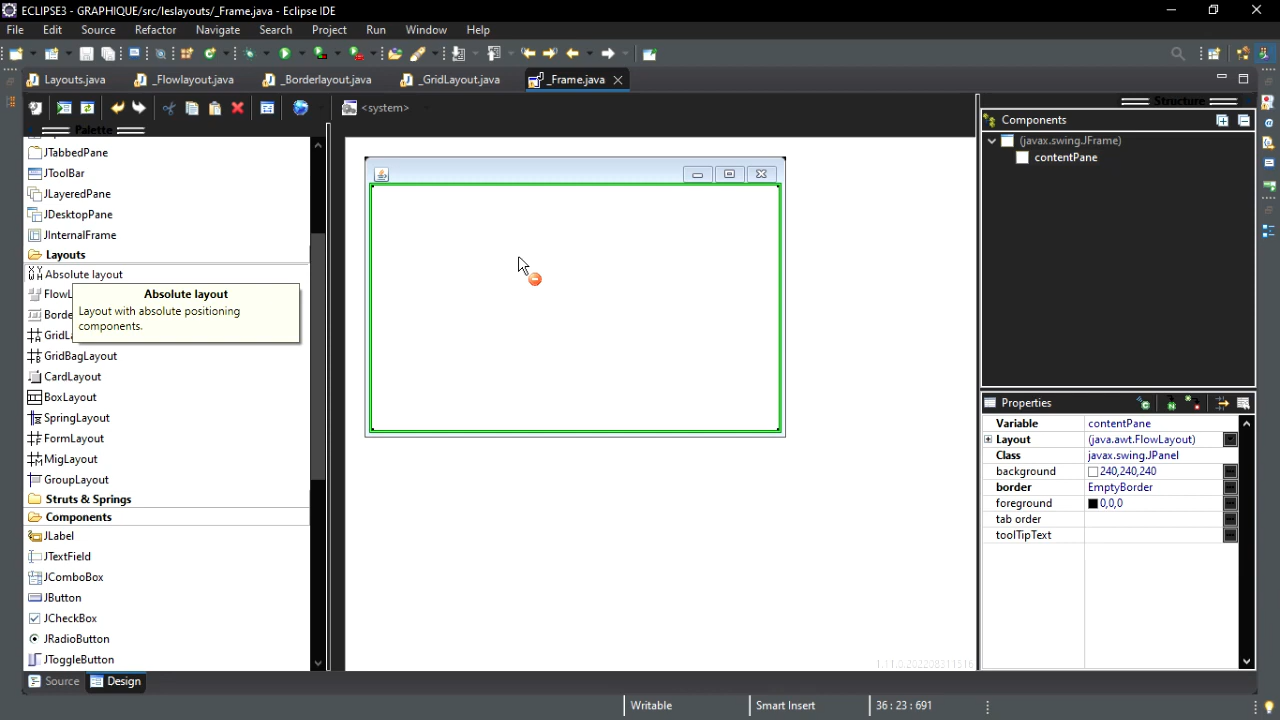 ECLIPSE3 - GRAPHIQUE/src/leslayouts/_Frame.java - Eclipse IDE
File Edit Source Refactor Navigate Search Project Run Window Help
Layouts.java _Flowlayout.java _Borderlayout.java _GridLayout.java _Frame.java
<system>
Palette
JTabbedPane
JToolBar
JLayeredPane
JDesktopPane
JInternalFrame
Layouts
Absolute layout
Absolute layout
Layout with absolute positioning
components.
GridBagLayout
CardLayout
BoxLayout
SpringLayout
FormLayout
MigLayout
GroupLayout
Struts & Springs
Components
JLabel
JTextField
JComboBox
JButton
JCheckBox
JRadioButton
JToggleButton
Source Design
1.11.0.202208311516
Structure
Components
(javax.swing.JFrame)
contentPane
Properties
Variable contentPane
Layout (java.awt.FlowLayout)
Class javax.swing.JPanel
background 240,240,240
border EmptyBorder
foreground 0,0,0
tab order
toolTipText
Writable Smart Insert 36 : 23 : 691